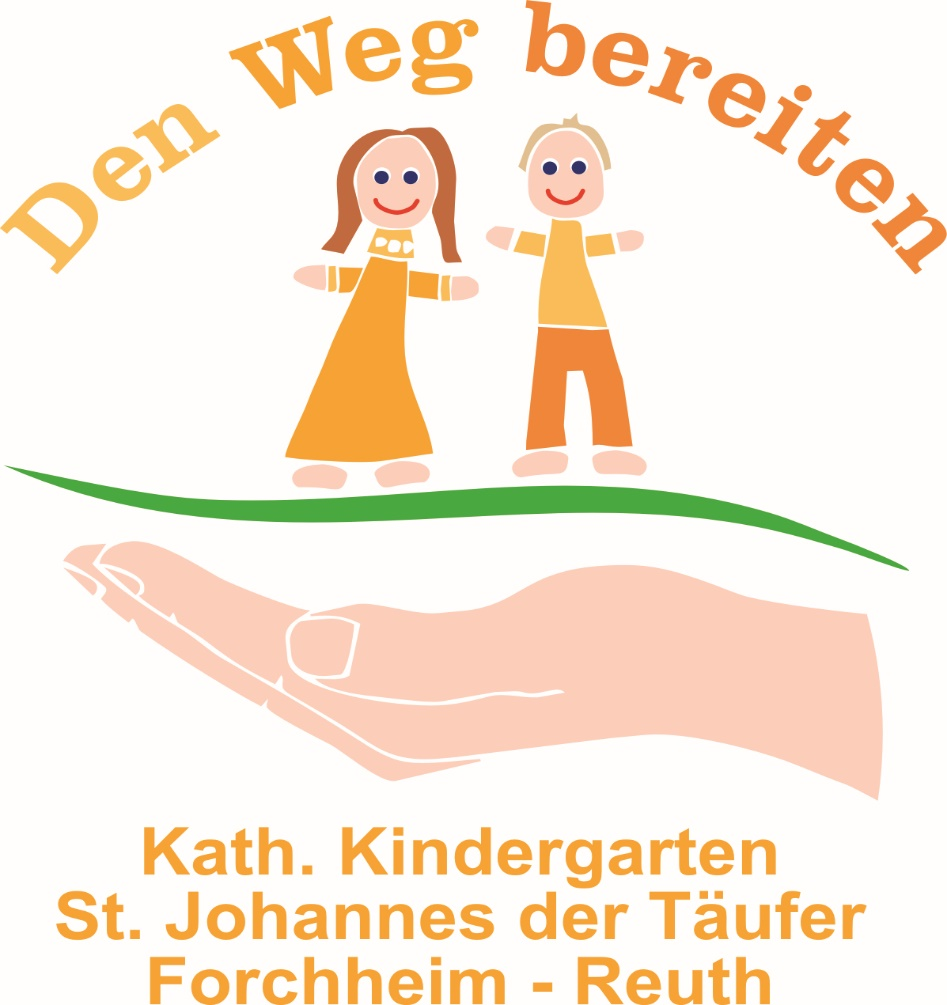 Den Weg bereiten
Kath. Kindergarten
St. Johannes der Täufer
Forchheim - Reuth